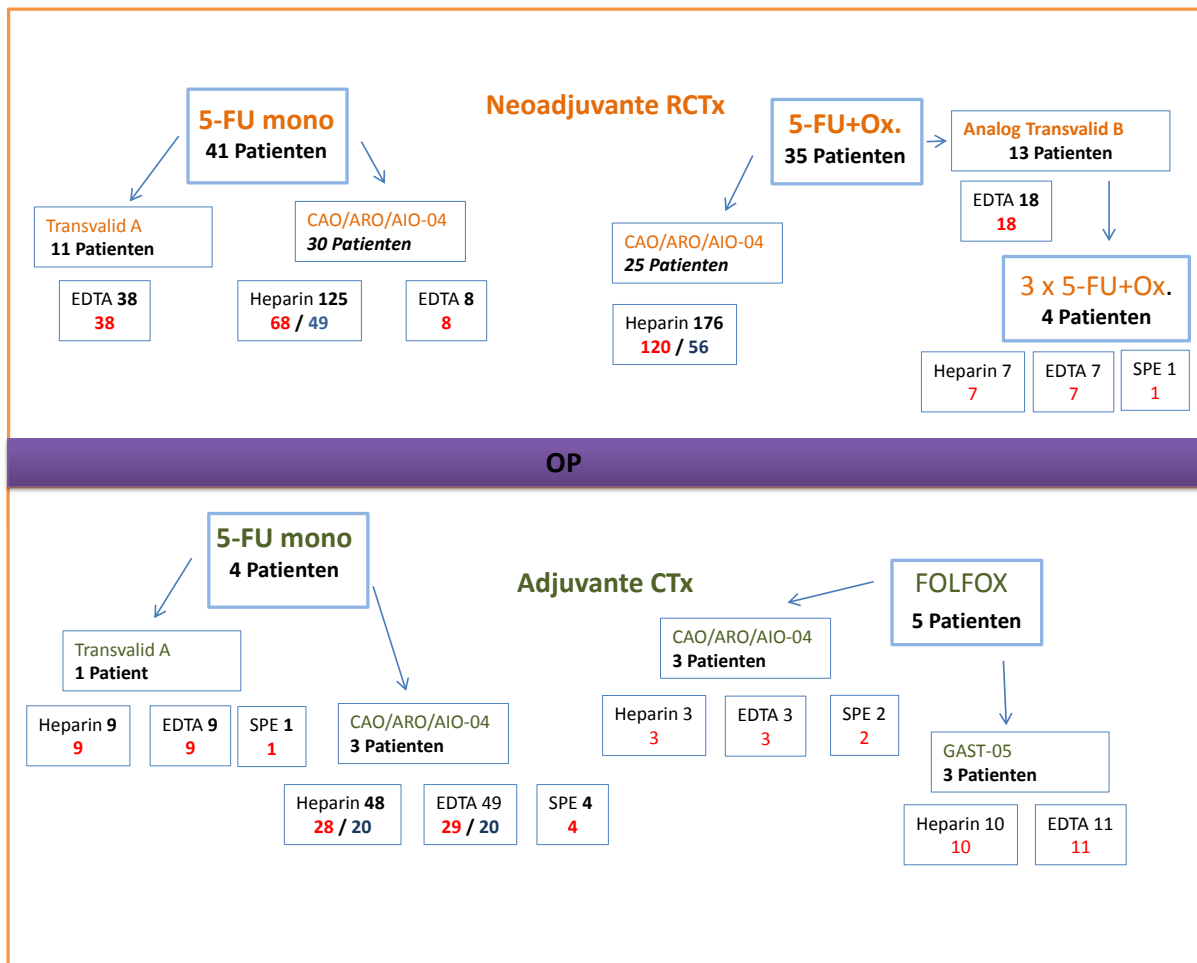 Neoadjuvante RCTx
5-FU mono
41 Patienten
Transvalid A
11 Patienten
EDTA 38
38
CAO/ARO/AIO-04
30 Patienten
Heparin 125
68 / 49
EDTA 8
8
5-FU+Ox.
35 Patienten
CAO/ARO/AIO-04
25 Patienten
Heparin 176
120 / 56
Analog Transvalid B
13 Patienten
EDTA 18
18
3 x 5-FU+Ox.
4 Patienten
Heparin 7
7
EDTA 7
7
SPE 1
1
OP
Adjuvante CTx
5-FU mono
4 Patienten
Transvalid A
1 Patient
Heparin 9
9
EDTA 9
9
SPE 1
1
CAO/ARO/AIO-04
3 Patienten
Heparin 48
28 / 20
EDTA 49
29 / 20
SPE 4
4
FOLFOX
5 Patienten
CAO/ARO/AIO-04
3 Patienten
Heparin 3
3
EDTA 3
3
SPE 2
2
GAST-05
3 Patienten
Heparin 10
10
EDTA 11
11